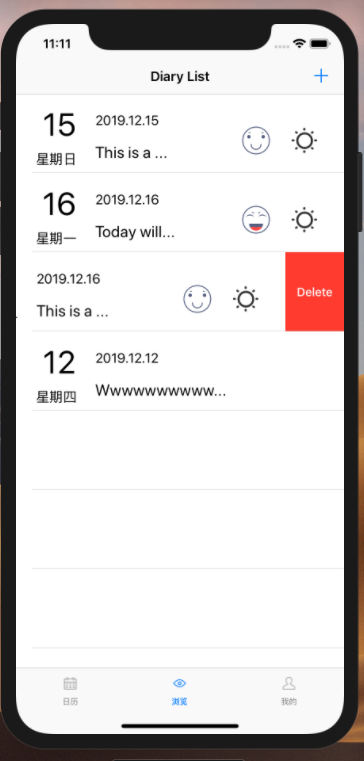 11:11
Diary List
+
15
2019.12.15
星期日
This is a ...
16
2019.12.16
星期一
Today will...
2019.12.16
This is a ...
Delete
12
2019.12.12
星期四
Wwwwwwwwww...
日历
浏览
我的